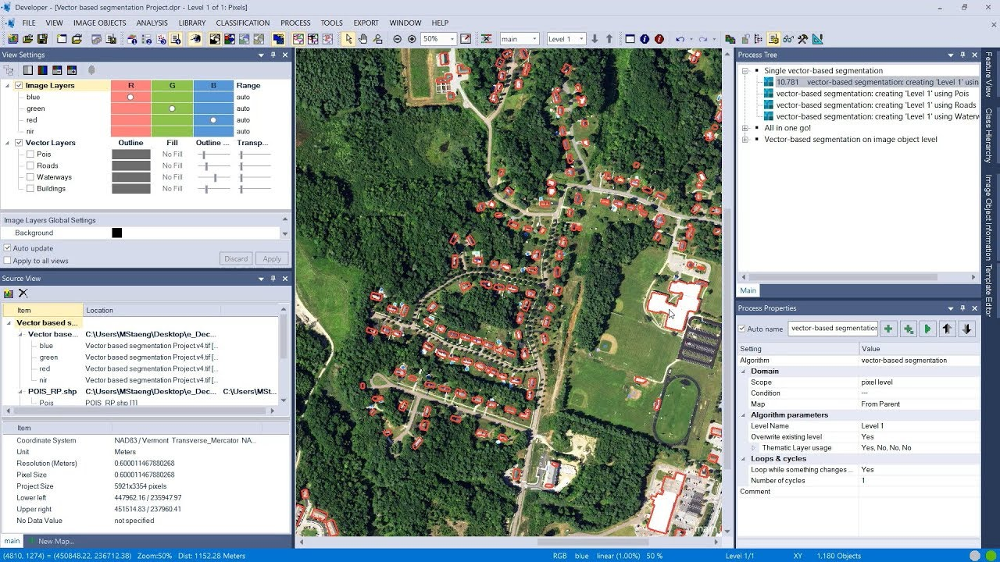 Developer - [Vector based segmentation Project.dpr - Level 1 of 1: Pixels]
FILE VIEW IMAGE OBJECTS ANALYSIS LIBRARY CLASSIFICATION PROCESS TOOLS EXPORT WINDOW HELP
50% main Level 1
View Settings
Image Layers R G B Range
blue auto
green auto
red auto
nir auto
Vector Layers Outline Fill Outline ... Transp...
Pois No Fill
Roads No Fill
Waterways No Fill
Buildings No Fill
Image Layers Global Settings
Background
Auto update
Apply to all views Discard Apply
Source View
Item Location
Vector based s...
Vector base... C:\Users\MStaeng\Desktop\e_Dec...
blue Vector based segmentation Project.v4.tif [...
green Vector based segmentation Project.v4.tif [...
red Vector based segmentation Project.v4.tif [...
nir Vector based segmentation Project.v4.tif [...
POIS_RP.shp C:\Users\MStaeng\Desktop\e_Dec... C:\Users\MSt...
Pois POIS_RP.shp [1]
Item
Coordinate System NAD83 / Vermont Transverse_Mercator NA...
Unit Meters
Resolution (Meters) 0.600011467880268
Pixel Size 0.600011467880268
Project Size 5921x3354 pixels
Lower left 447962.16 / 235947.97
Upper right 451514.83 / 237960.41
No Data Value not specified
main New Map...
main
Process Tree
Single vector-based segmentation
10.781 vector-based segmentation: creating 'Level 1' usin
vector-based segmentation: creating 'Level 1' using Pois
vector-based segmentation: creating 'Level 1' using Roads
vector-based segmentation: creating 'Level 1' using Waterw
All in one go!
Vector-based segmentation on image object level
Main
Process Properties
Auto name vector-based segmentation
Setting Value
Algorithm vector-based segmentation
Domain
Scope pixel level
Condition ---
Map From Parent
Algorithm parameters
Level Name Level 1
Overwrite existing level Yes
Thematic Layer usage Yes, No, No, No
Loops & cycles
Loop while something changes ... Yes
Number of cycles 1
Comment
Feature View
Class Hierarchy
Image Object Information
Template Editor
(4810, 1274) = (450848.22, 236712.38) Zoom:50% Dist: 1152.28 Meters RGB blue linear (1.00%) 50 % Level 1/1 XY 1.180 Objects